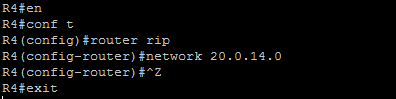 R4#en
R4#conf t
R4(config)#router rip
R4(config-router)#network 20.0.14.0
R4(config-router)#^Z
R4#exit